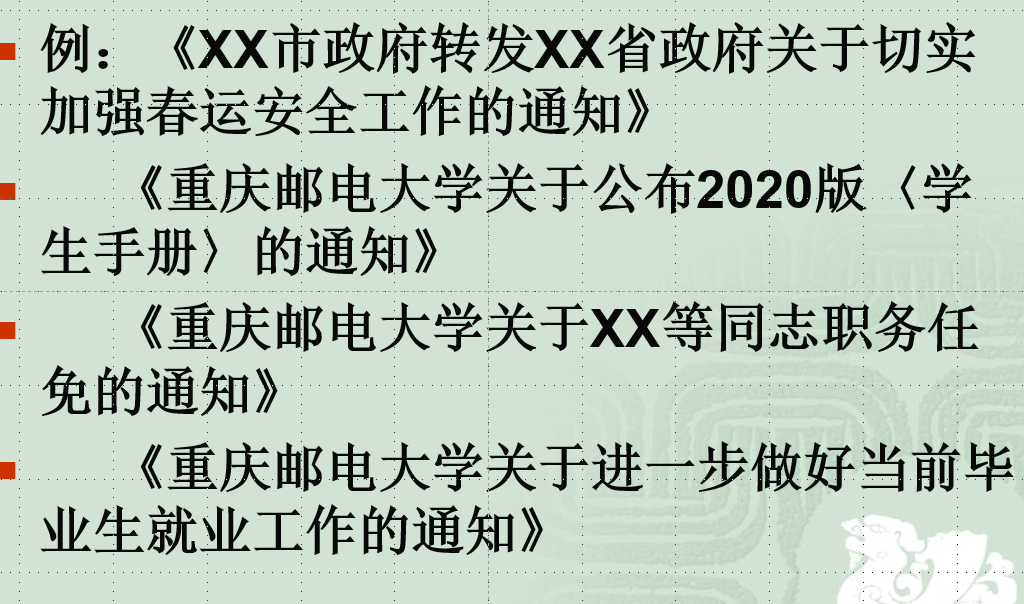 例：《XX市政府转发XX省政府关于切实
加强春运安全工作的通知》
《重庆邮电大学关于公布2020版〈学
生手册〉的通知》
《重庆邮电大学关于XX等同志职务任
免的通知》
《重庆邮电大学关于进一步做好当前毕
业生就业工作的通知》